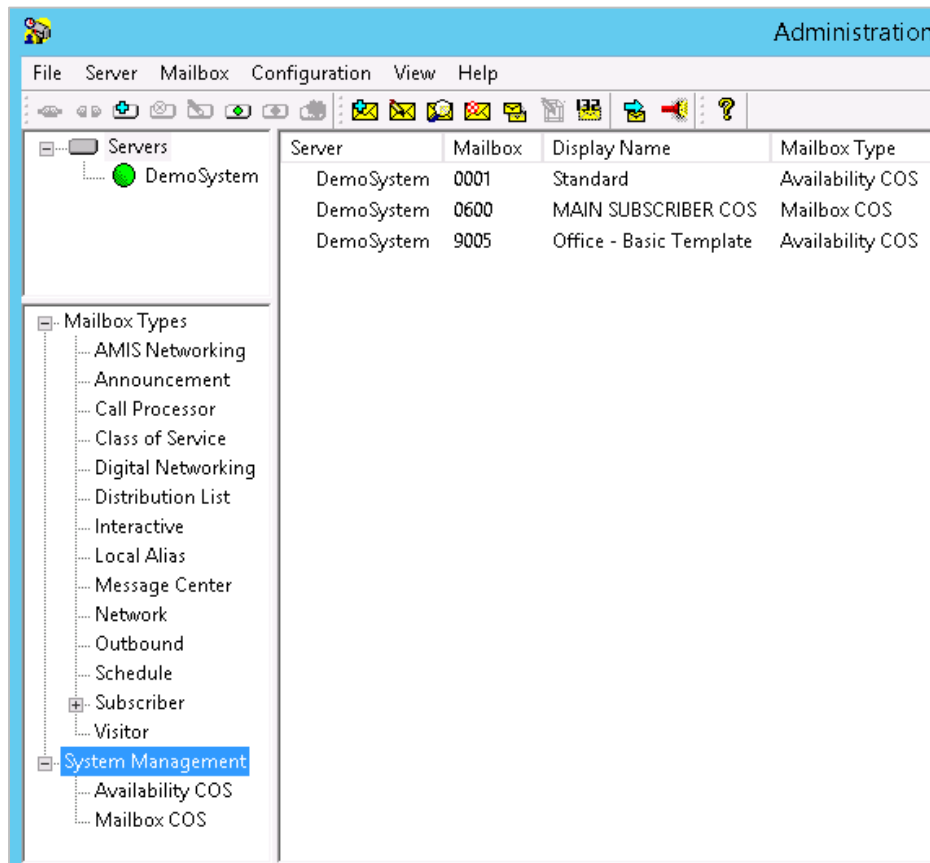 Administration
File Server Mailbox Configuration View Help
Servers
DemoSystem
Server Mailbox Display Name Mailbox Type
DemoSystem 0001 Standard Availability COS
DemoSystem 0600 MAIN SUBSCRIBER COS Mailbox COS
DemoSystem 9005 Office - Basic Template Availability COS
Mailbox Types
AMIS Networking
Announcement
Call Processor
Class of Service
Digital Networking
Distribution List
Interactive
Local Alias
Message Center
Network
Outbound
Schedule
Subscriber
Visitor
System Management
Availability COS
Mailbox COS